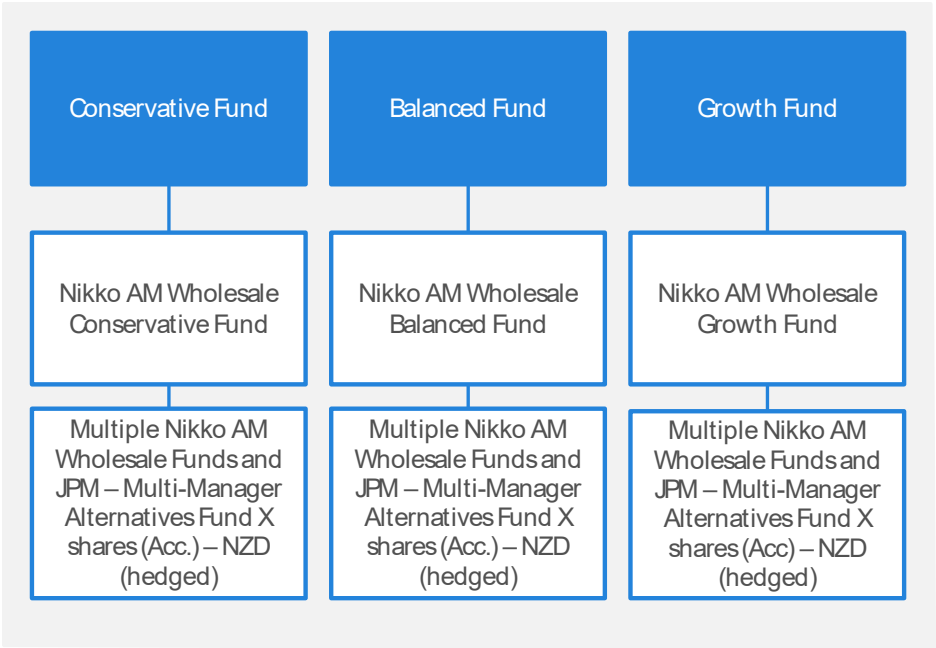 Conservative Fund
Balanced Fund
Growth Fund
Nikko AM Wholesale
Conservative Fund
Nikko AM Wholesale
Balanced Fund
Nikko AM Wholesale
Growth Fund
Multiple Nikko AM
Wholesale Funds and
JPM – Multi-Manager
Alternatives Fund X
shares (Acc.) – NZD
(hedged)
Multiple Nikko AM
Wholesale Funds and
JPM – Multi-Manager
Alternatives Fund X
shares (Acc.) – NZD
(hedged)
Multiple Nikko AM
Wholesale Funds and
JPM – Multi-Manager
Alternatives Fund X
shares (Acc) – NZD
(hedged)